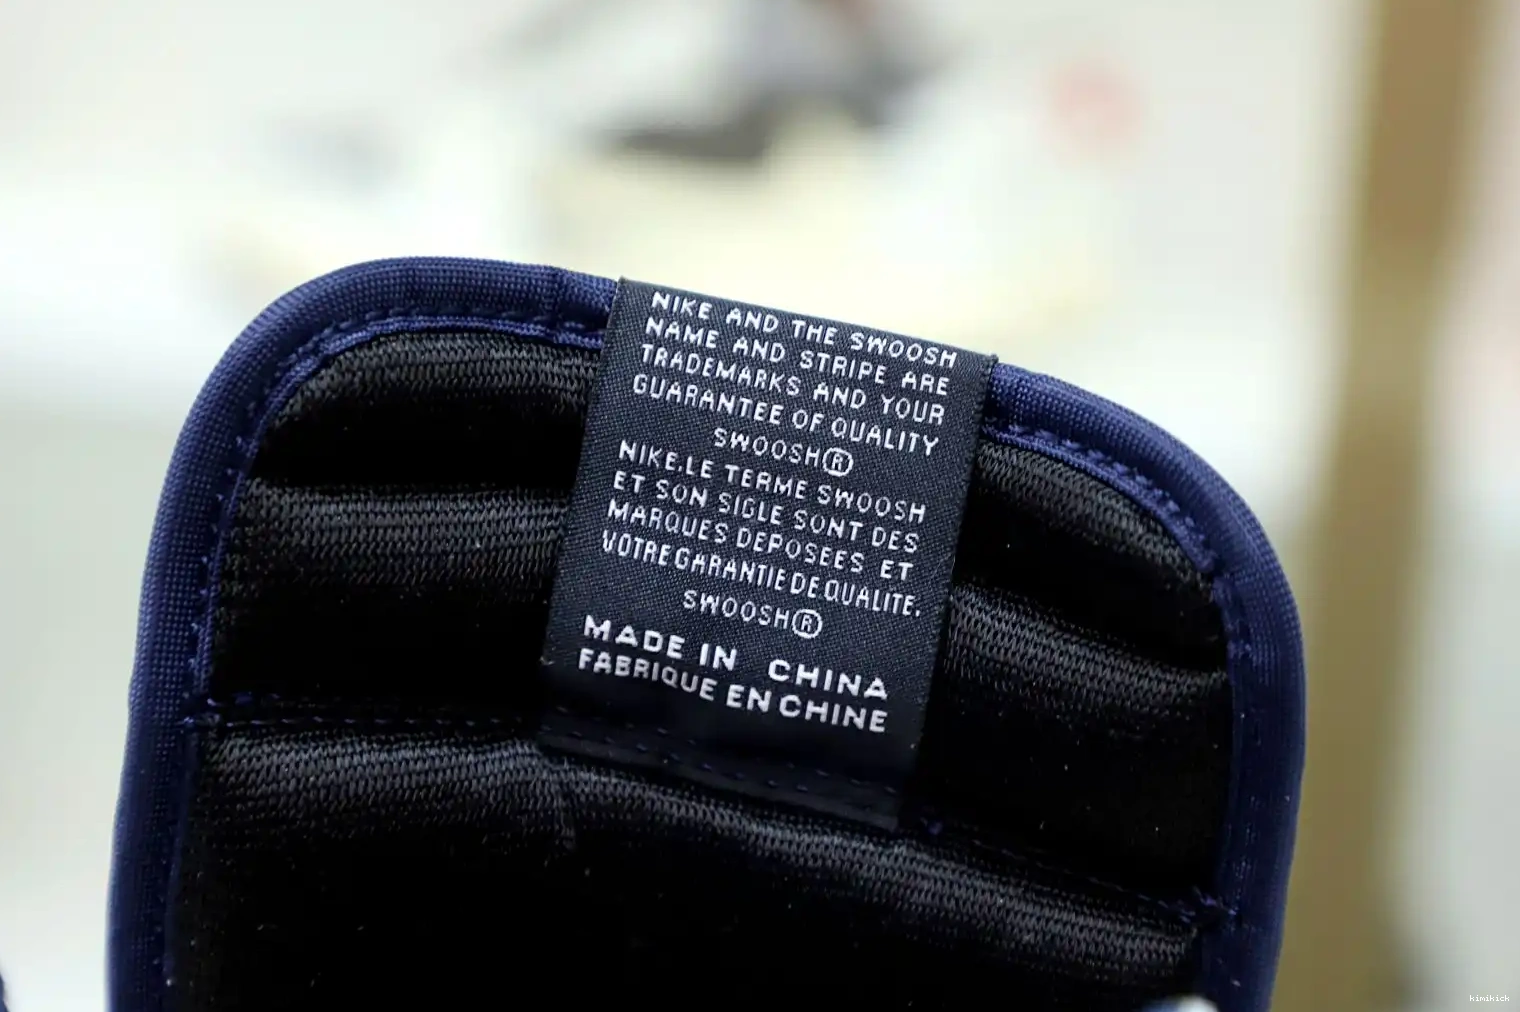 NIKE AND THE SWOOSH
NAME AND STRIPE ARE
TRADEMARKS AND YOUR
GUARANTEE OF QUALITY
SWOOSH®
NIKE.LE TERME SWOOSH
ET SON SIGLE SONT DES
MARQUES DEPOSEES ET
VOTRE GARANTIE DE QUALITE.
SWOOSH®
MADE IN CHINA
FABRIQUE EN CHINE
kimikick